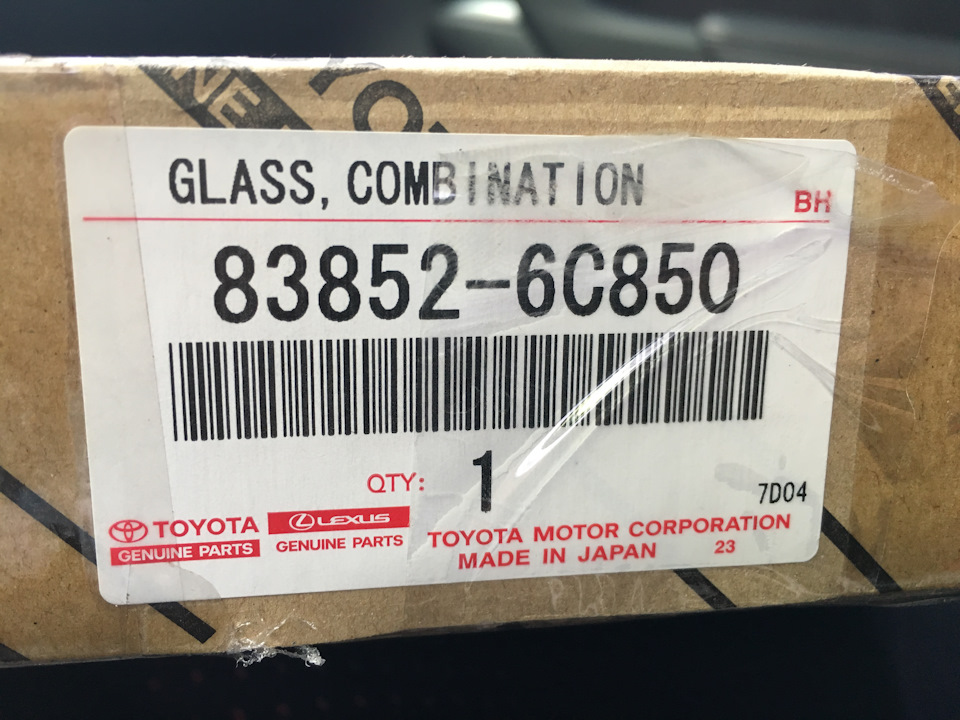 GLASS, COMBINATION
BH
83852-6C850
QTY: 1
7D04
TOYOTA
GENUINE PARTS
LEXUS
GENUINE PARTS
TOYOTA MOTOR CORPORATION
MADE IN JAPAN 23